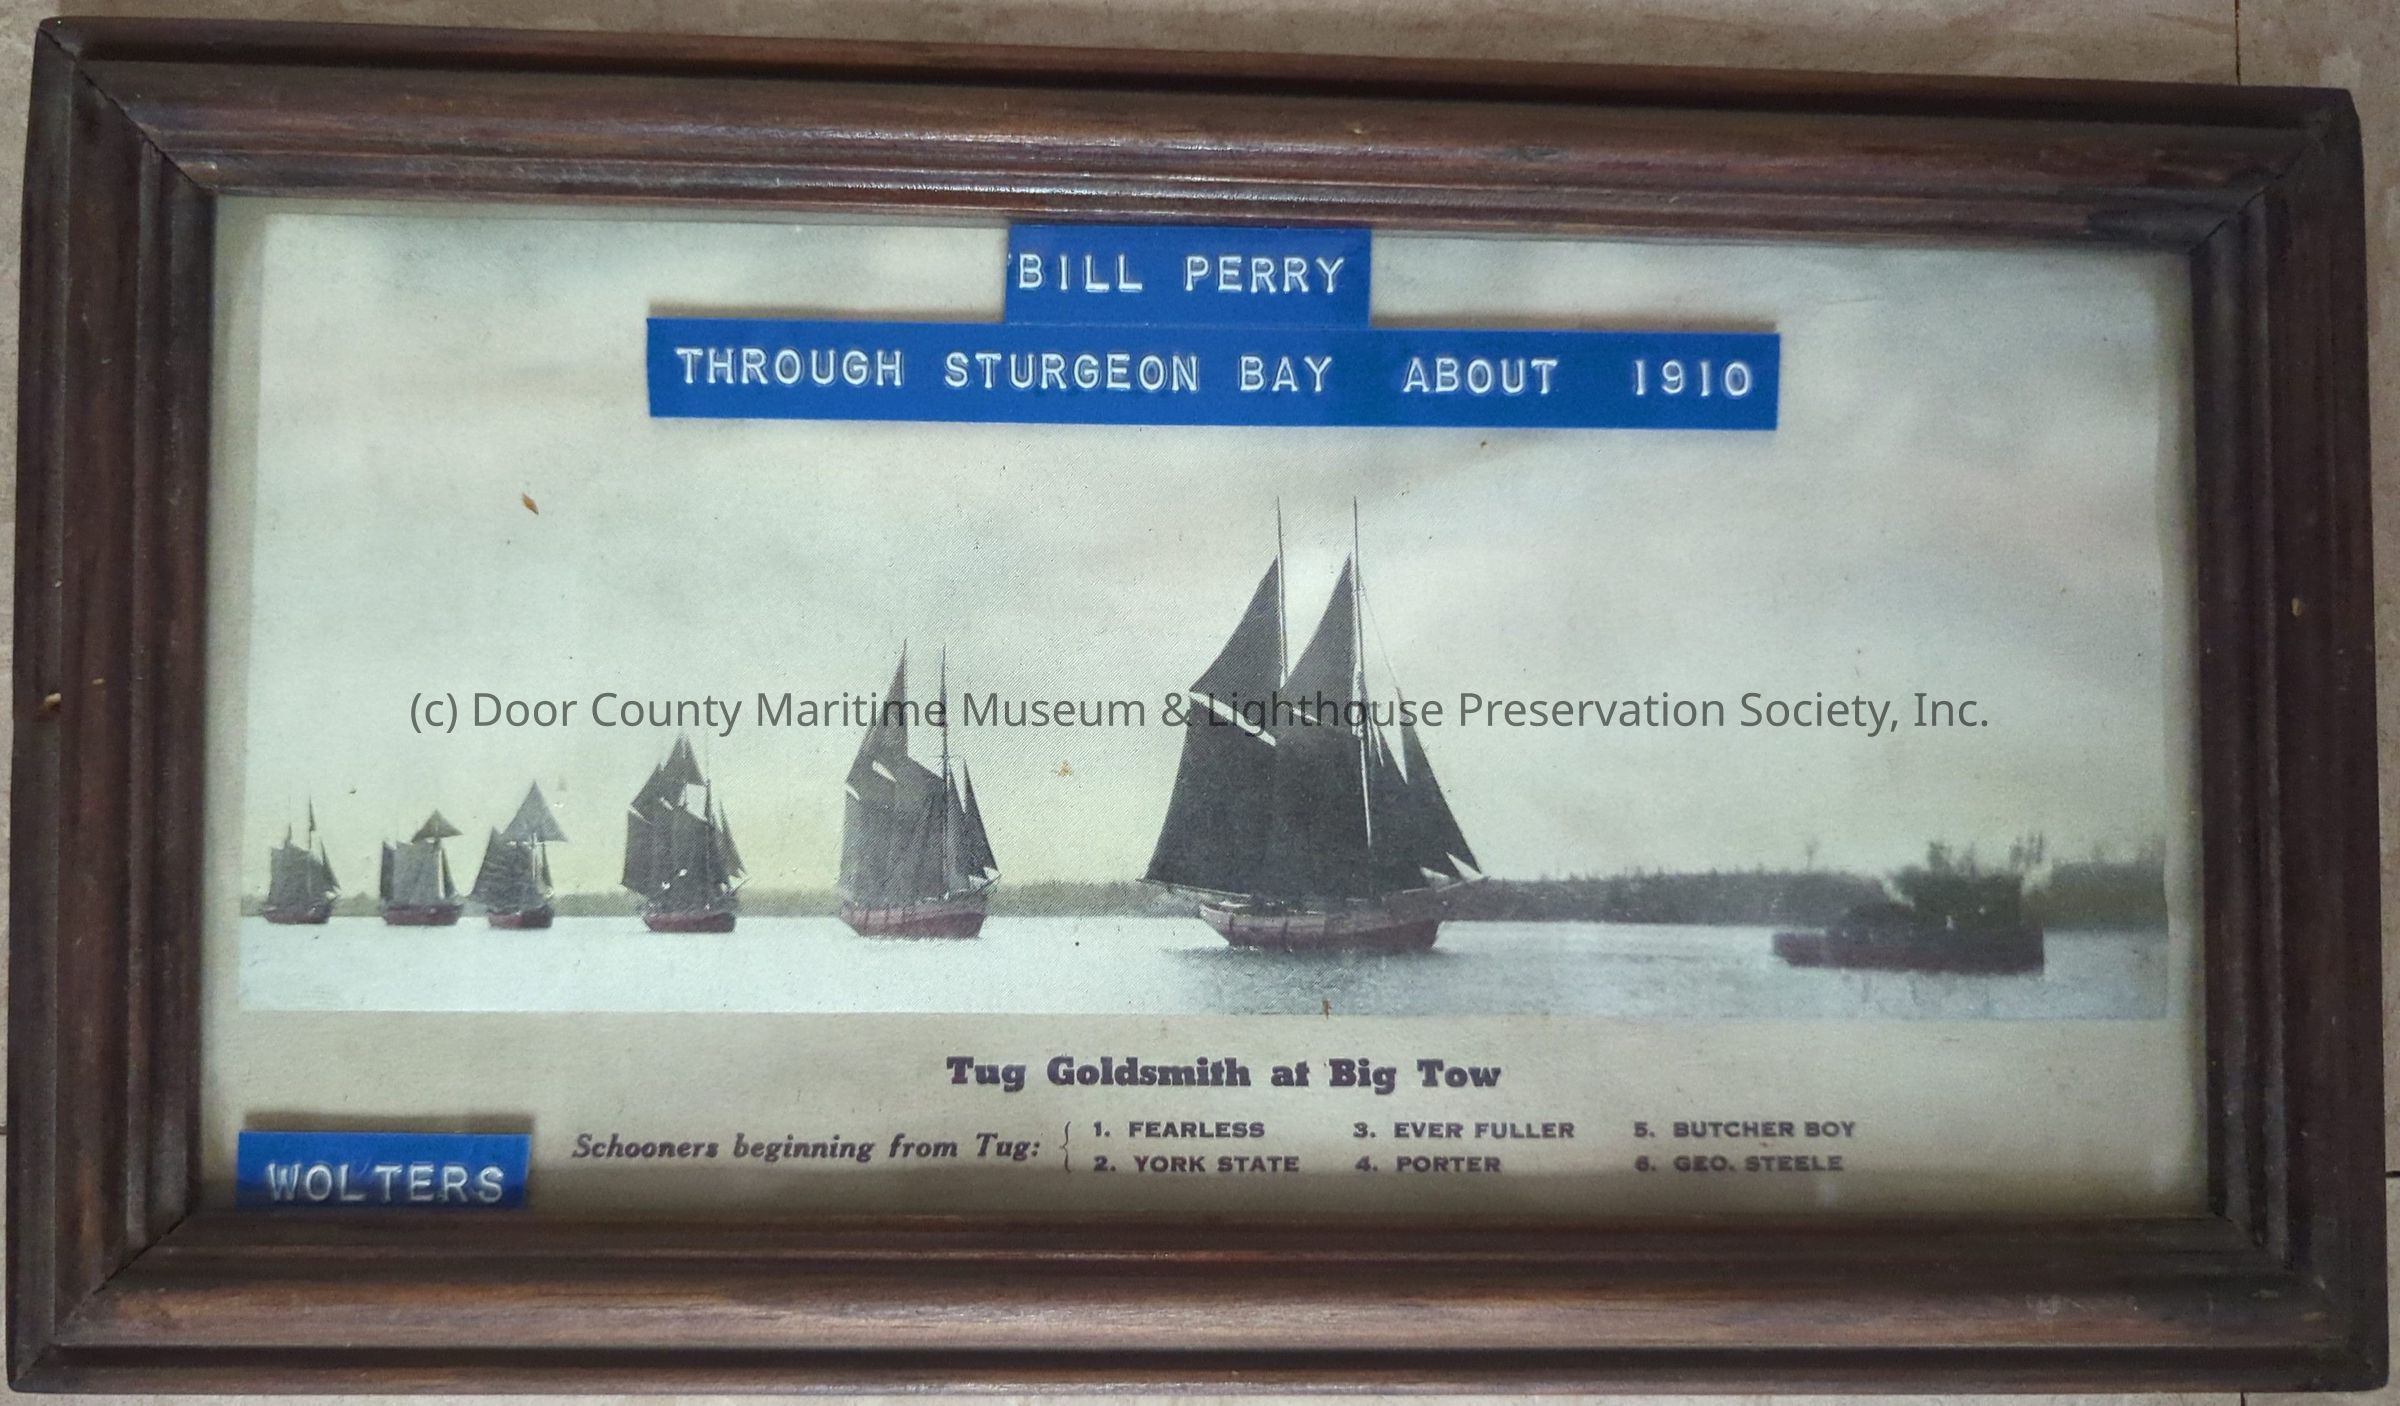 BILL PERRY
THROUGH STURGEON BAY ABOUT 1910
(c) Door County Maritime Museum & Lighthouse Preservation Society, Inc.
Tug Goldsmith at Big Tow
Schooners beginning from Tug:
1. FEARLESS 3. EVER FULLER 5. BUTCHER BOY
2. YORK STATE 4. PORTER 6. GEO. STEELE
WOLTERS